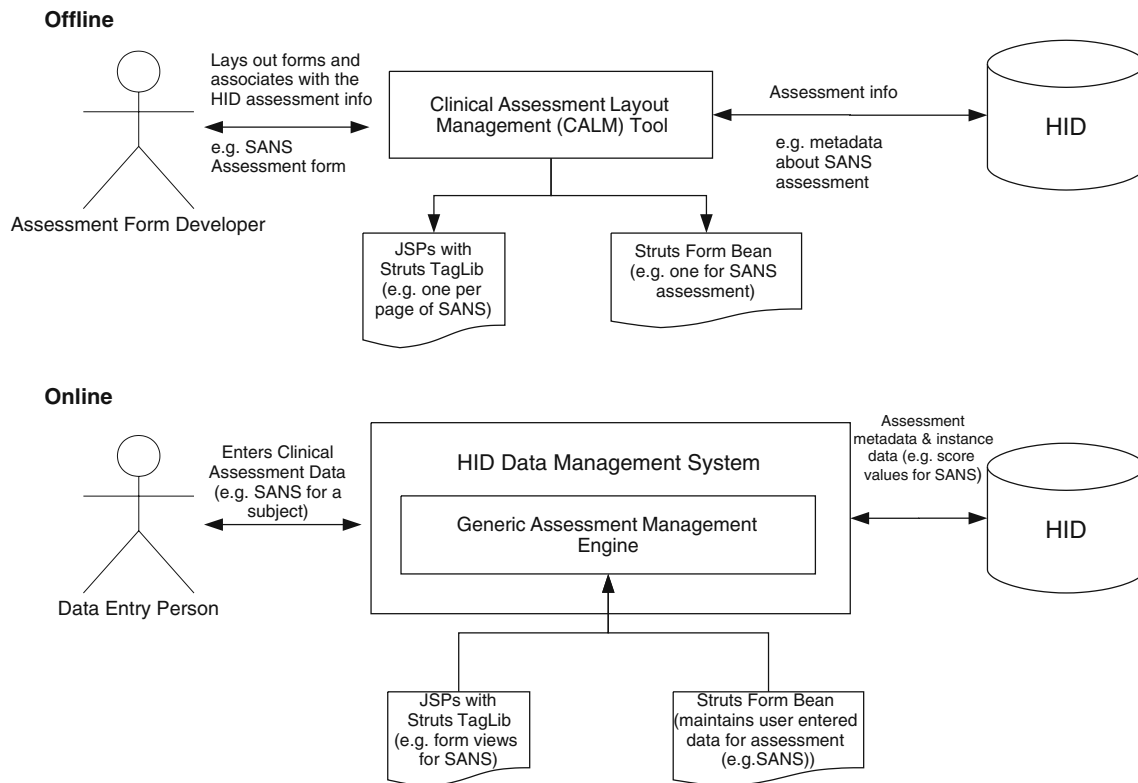 Offline
Lays out forms and
associates with the
HID assessment info
e.g. SANS
Assessment form
Assessment Form Developer
Clinical Assessment Layout
Management (CALM) Tool
Assessment info
e.g. metadata
about SANS
assessment
HID
JSPs with
Struts TagLib
(e.g. one per
page of SANS)
Struts Form Bean
(e.g. one for SANS
assessment)
Online
Enters Clinical
Assessment Data
(e.g. SANS for a
subject)
Data Entry Person
HID Data Management System
Generic Assessment Management
Engine
Assessment
metadata & instance
data (e.g. score
values for SANS)
HID
JSPs with
Struts TagLib
(e.g. form views
for SANS)
Struts Form Bean
(maintains user entered
data for assessment
(e.g.SANS))